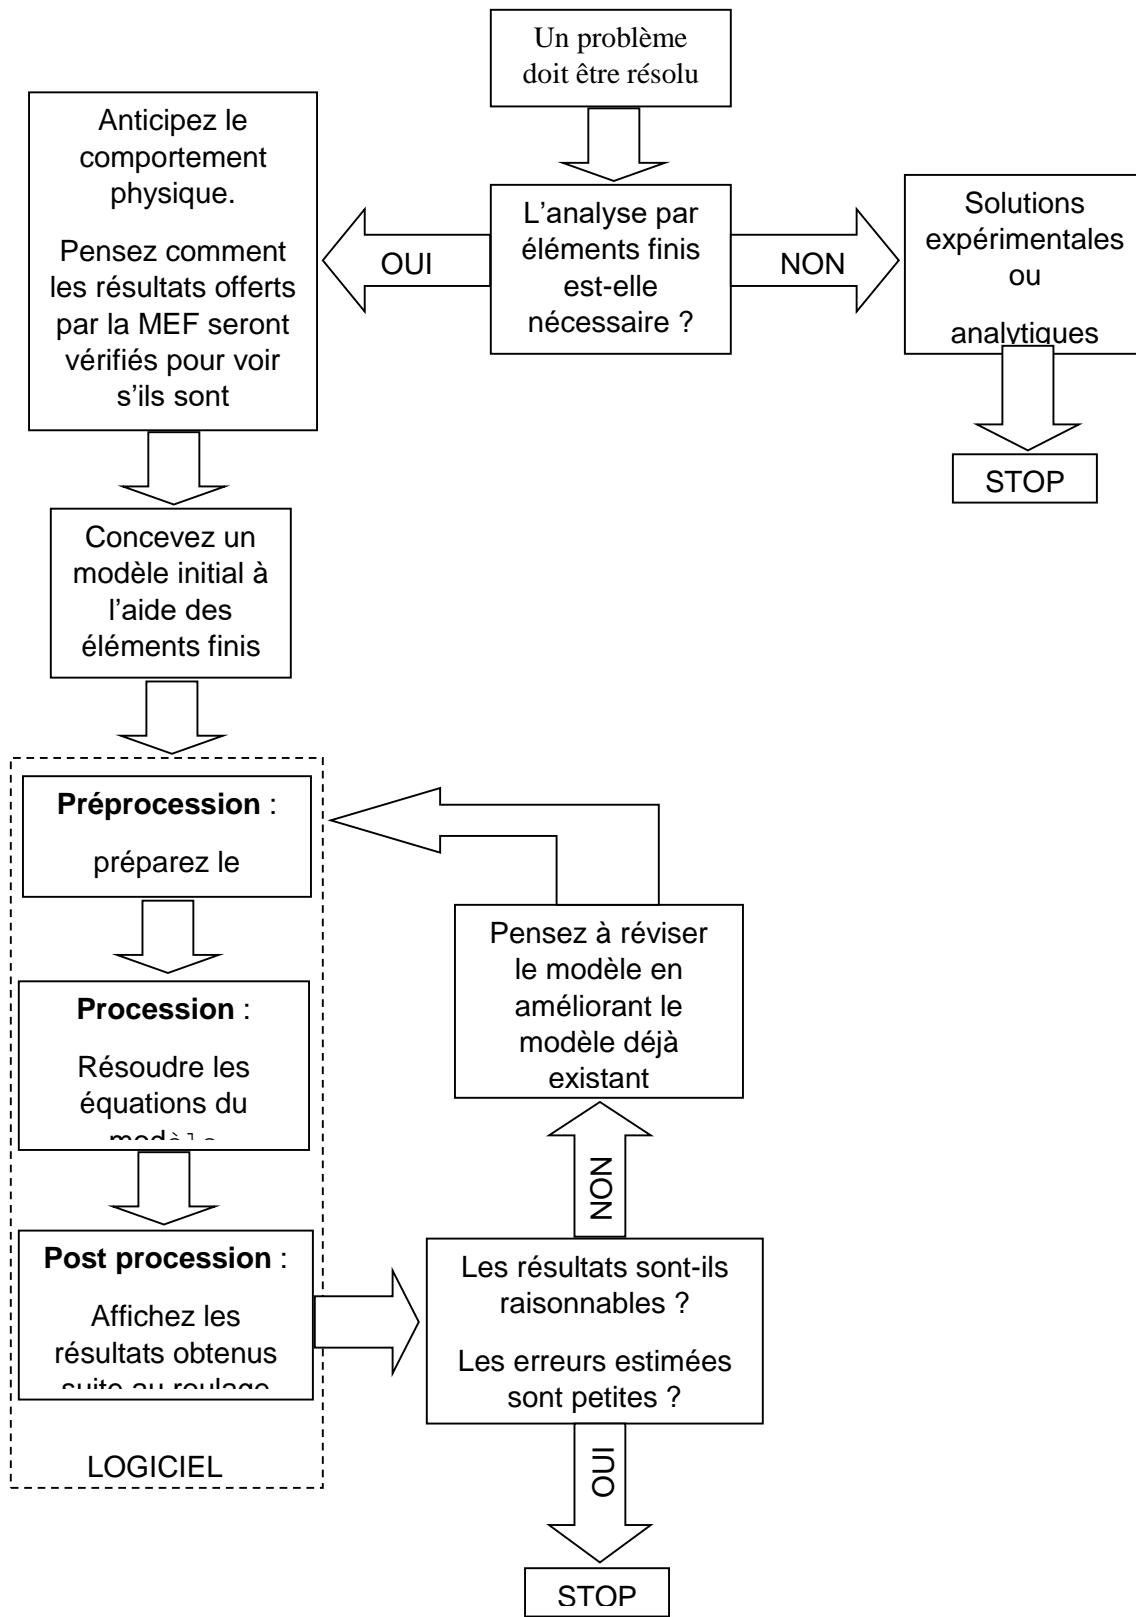 Un problème
doit être résolu
L'analyse par
éléments finis
est-elle
nécessaire ?
OUI
NON
Solutions
expérimentales
ou
analytiques
STOP
Anticipez le
comportement
physique.
Pensez comment
les résultats offerts
par la MEF seront
vérifiés pour voir
s'ils sont
Concevez un
modèle initial à
l'aide des
éléments finis
Préprocession :
préparez le
Procession :
Résoudre les
équations du
modèle
Post procession :
Affichez les
résultats obtenus
suite au roulage
LOGICIEL
Les résultats sont-ils
raisonnables ?
Les erreurs estimées
sont petites ?
NON
Pensez à réviser
le modèle en
améliorant le
modèle déjà
existant
OUI
STOP